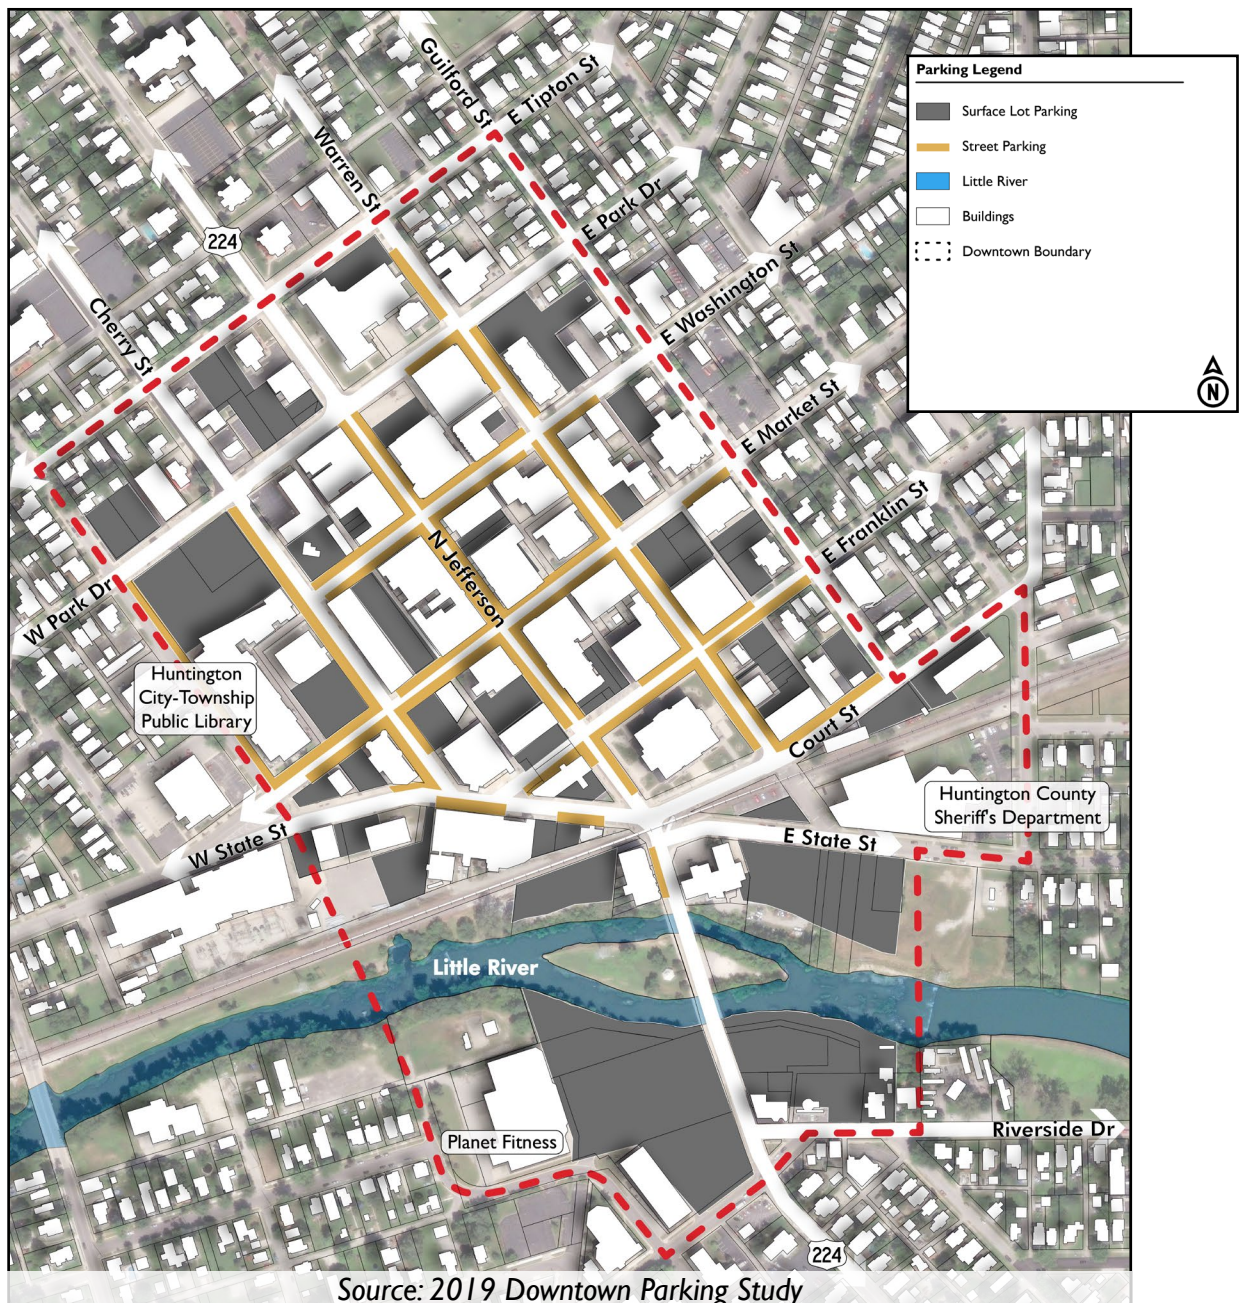 Guilford St
E Tipton St
Parking Legend
Surface Lot Parking
Street Parking
Little River
Buildings
Downtown Boundary
N
Warren St
E Park Dr
224
E Washington St
Cherry St
E Market St
E Franklin St
N Jefferson
W Park Dr
Huntington
City-Township
Public Library
Court St
Huntington County
Sheriff's Department
W State St
E State St
Little River
Planet Fitness
Riverside Dr
224
Source: 2019 Downtown Parking Study